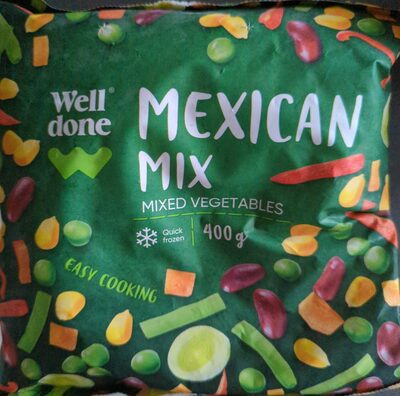 Well®
done
MEXICAN
MIX
MIXED VEGETABLES
Quick
frozen
400 g
EASY COOKING